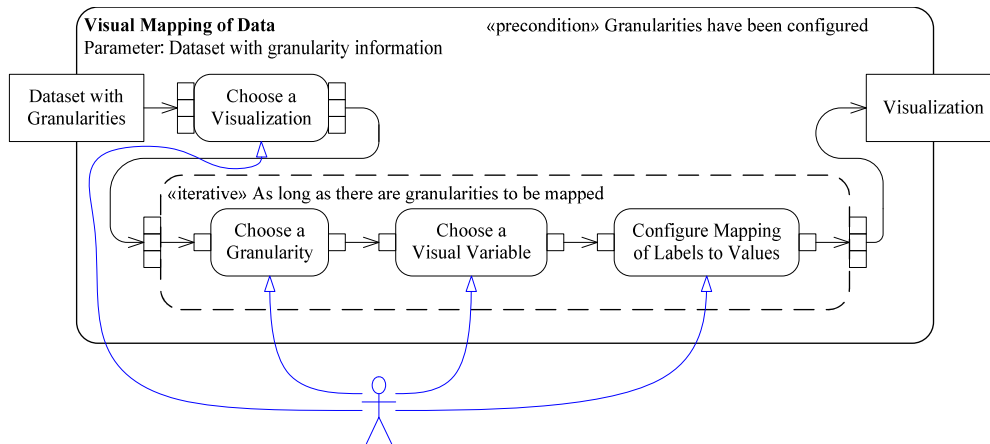 Visual Mapping of Data
«precondition» Granularities have been configured
Parameter: Dataset with granularity information
Dataset with
Granularities
Choose a
Visualization
Visualization
«iterative» As long as there are granularities to be mapped
Choose a
Granularity
Choose a
Visual Variable
Configure Mapping
of Labels to Values